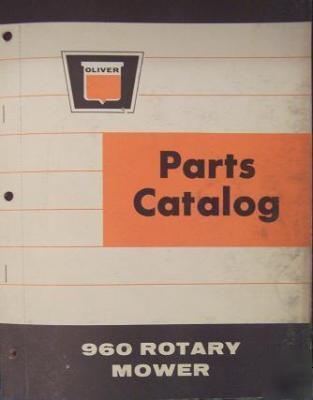 OLIVER
Parts
Catalog
960 ROTARY
MOWER